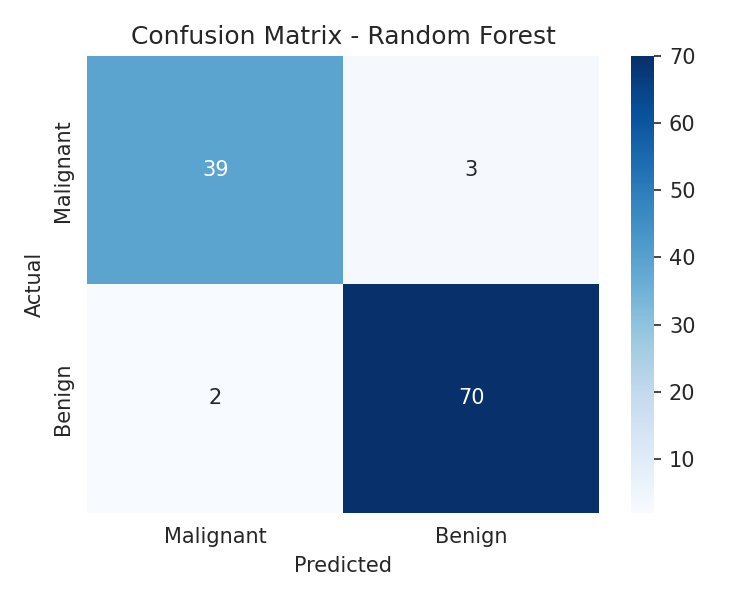 Confusion Matrix - Random Forest
Actual
Malignant
Benign
39
3
2
70
Malignant
Benign
Predicted
70
60
50
40
30
20
10